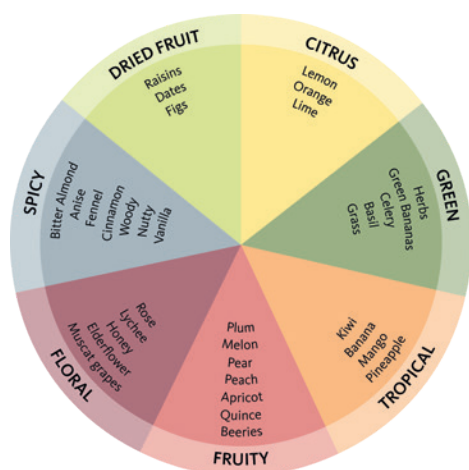 DRIED FRUIT
Raisins
Dates
Figs
CITRUS
Lemon
Orange
Lime
GREEN
Herbs
Green Bananas
Celery
Basil
Grass
TROPICAL
Kiwi
Banana
Mango
Pineapple
FRUITY
Plum
Melon
Pear
Peach
Apricot
Quince
Beeries
FLORAL
Rose
Lychee
Honey
Elderflower
Muscat grapes
SPICY
Bitter Almond
Anise
Fennel
Cinnamon
Woody
Nutty
Vanilla